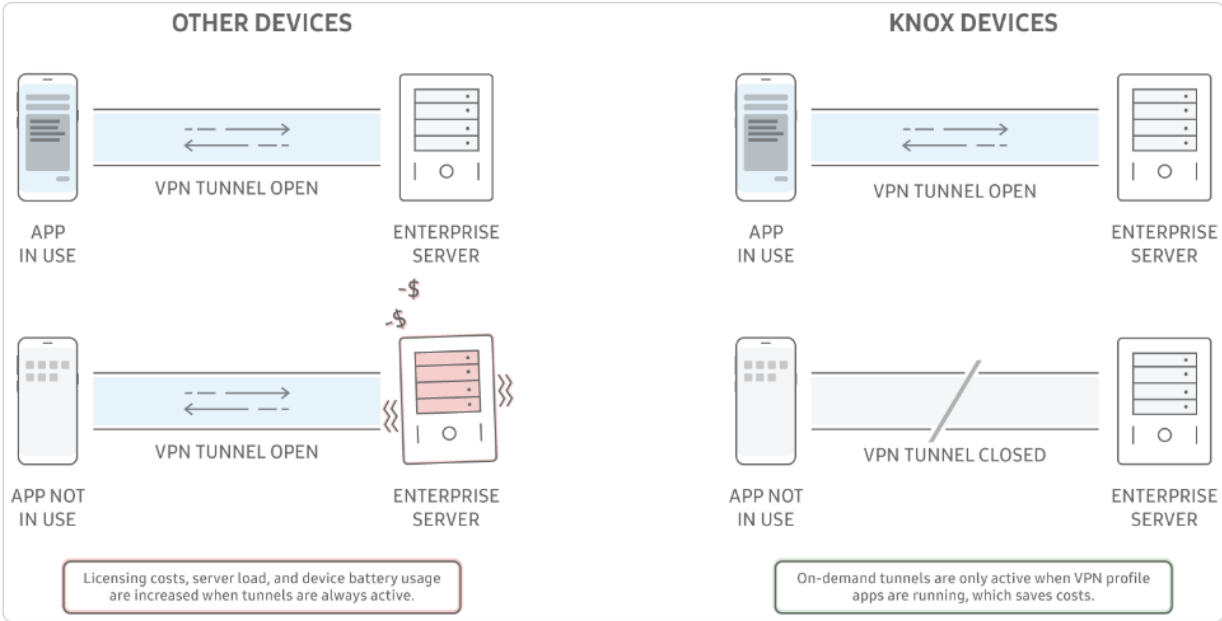 OTHER DEVICES
VPN TUNNEL OPEN
APP
IN USE
ENTERPRISE
SERVER
-$
-$
VPN TUNNEL OPEN
APP NOT
IN USE
ENTERPRISE
SERVER
Licensing costs, server load, and device battery usage
are increased when tunnels are always active.
KNOX DEVICES
VPN TUNNEL OPEN
APP
IN USE
ENTERPRISE
SERVER
VPN TUNNEL CLOSED
APP NOT
IN USE
ENTERPRISE
SERVER
On-demand tunnels are only active when VPN profile
apps are running, which saves costs.